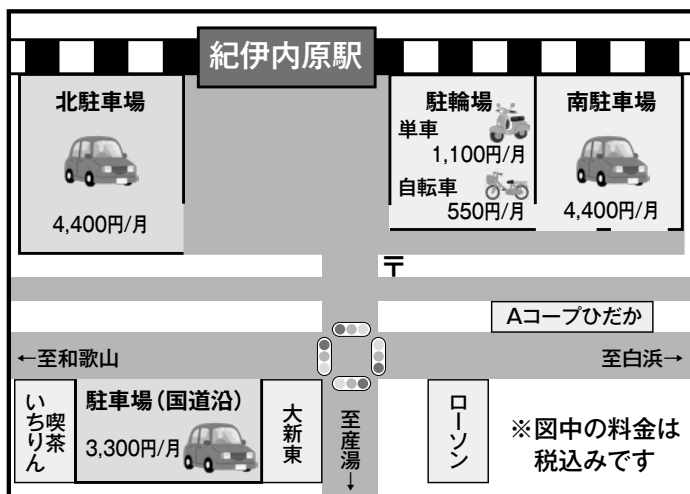 紀伊内原駅
北駐車場
4,400円/月
駐輪場
単車
1,100円/月
自転車
550円/月
南駐車場
4,400円/月
〒
Aコープひだか
←至和歌山
至白浜→
喫茶
いちりん
駐車場（国道沿）
3,300円/月
大新東
至産湯→
ローソン
※図中の料金は
税込みです